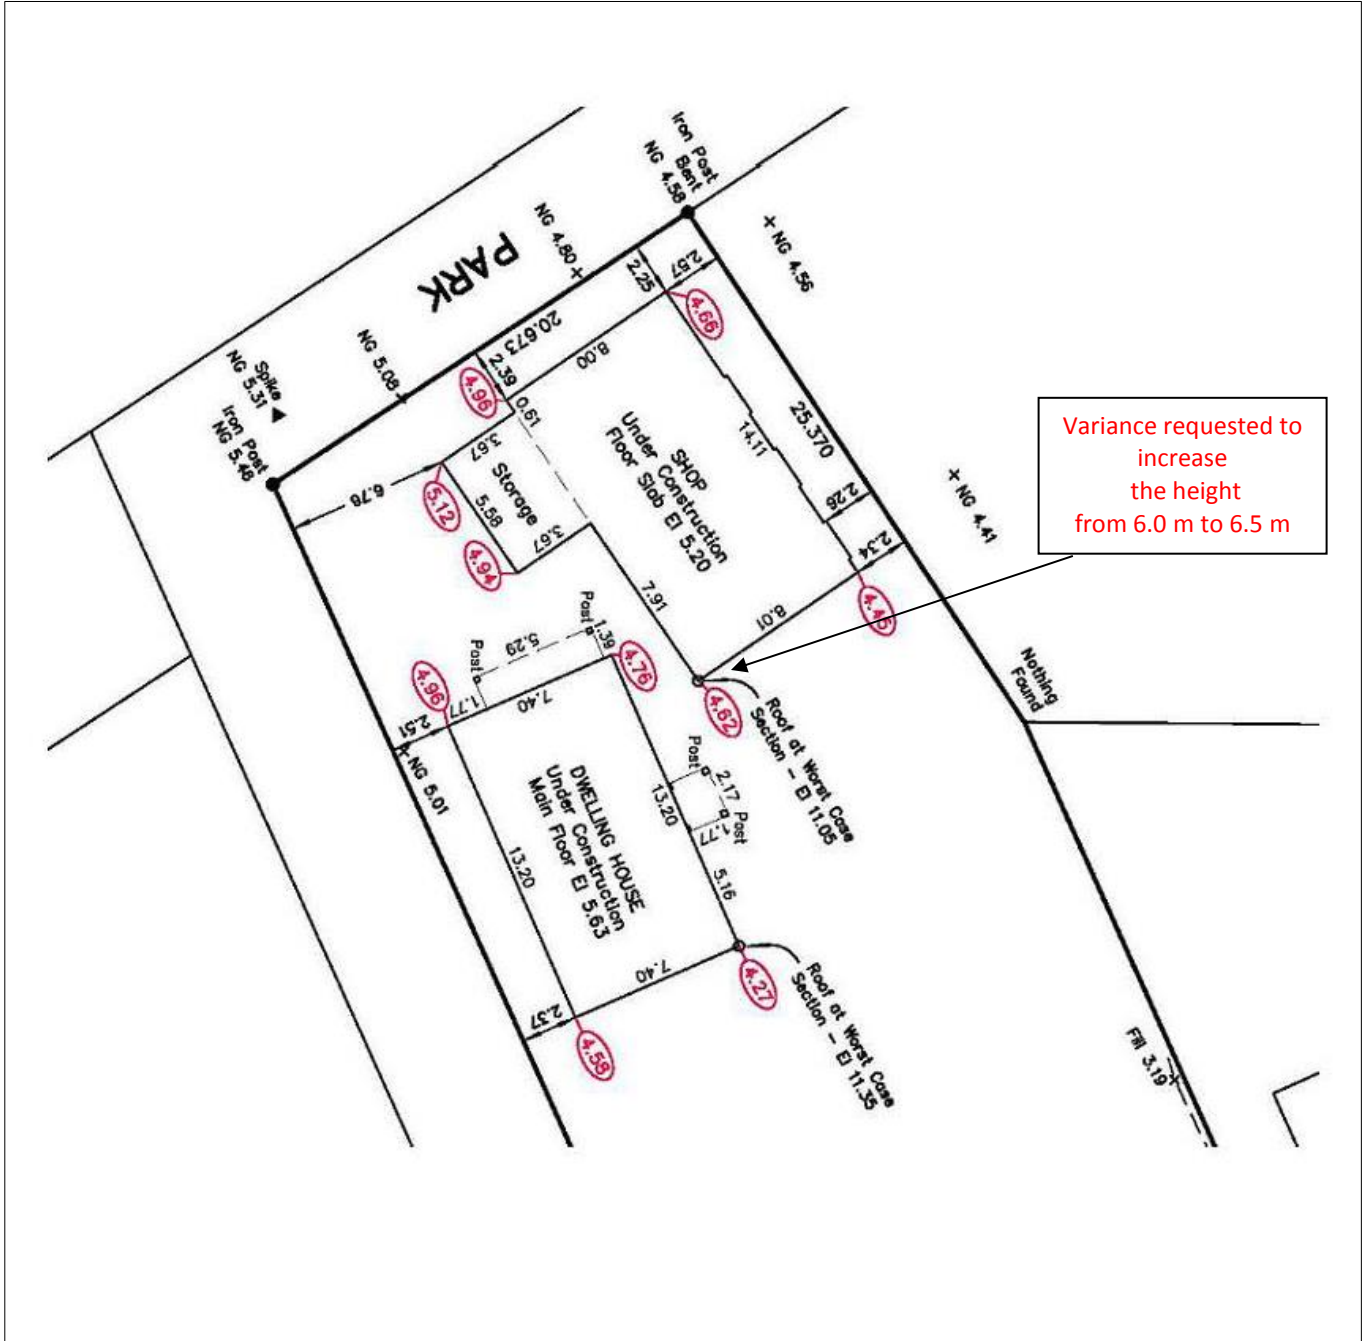 Iron Post
Bent
NG 4.58
NG 4.56
NG 4.80
PARK
2.25
2.57
4.66
20.673
NG 5.08
Spike
NG 5.31
Iron Post
NG 5.48
2.39
4.96
0.61
8.00
3.67
Storage
5.58
3.67
6.76
5.12
4.94
SHOP
Under Construction
Floor Slab El 5.20
14.11
25.370
2.26
2.34
NG 4.41
4.45
7.91
8.01
4.62
Variance requested to
increase
the height
from 6.0 m to 6.5 m
Roof at Worst Case
Section – El 11.05
Nothing
Found
Post
1.39
5.29
Post
4.76
4.96
1.77
7.40
2.51
NG 5.01
DWELLING HOUSE
Under Construction
Main Floor El 5.63
13.20
13.20
Post
2.17
Post
1.77
5.16
7.40
4.27
Roof at Worst Case
Section – El 11.35
2.37
4.58
Fill 3.19